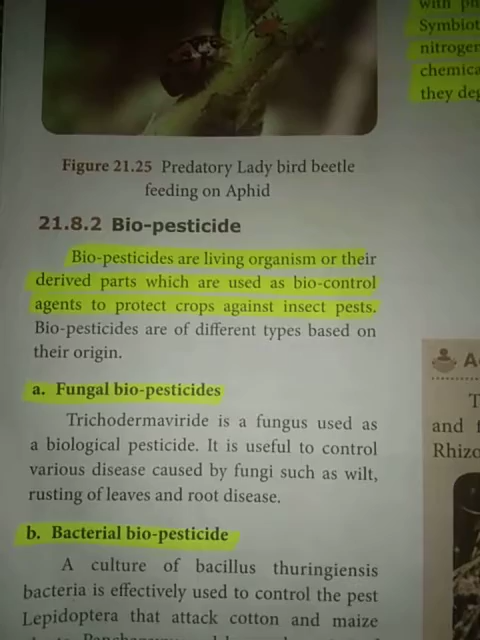 Figure 21.25 Predatory Lady bird beetle
feeding on Aphid
21.8.2 Bio-pesticide
Bio-pesticides are living organism or their
derived parts which are used as bio-control
agents to protect crops against insect pests.
Bio-pesticides are of different types based on
their origin.
a. Fungal bio-pesticides
Trichodermaviride is a fungus used as
a biological pesticide. It is useful to control
various disease caused by fungi such as wilt,
rusting of leaves and root disease.
b. Bacterial bio-pesticide
A culture of bacillus thuringiensis
bacteria is effectively used to control the pest
Lepidoptera that attack cotton and maize
with
they
and